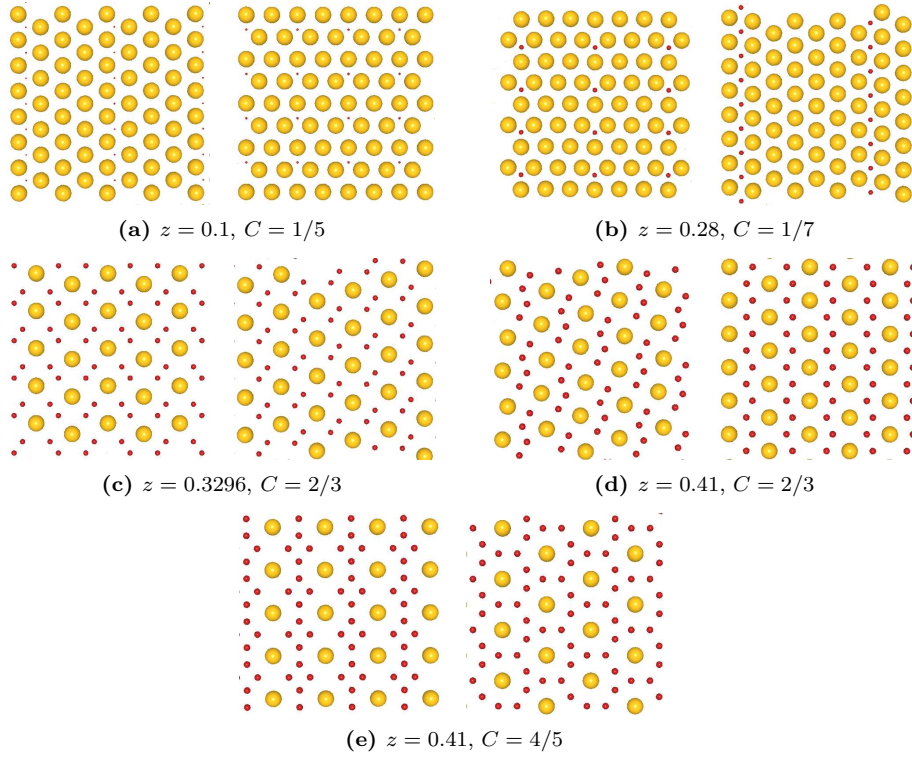 (a) z = 0.1, C = 1/5
(b) z = 0.28, C = 1/7
(c) z = 0.3296, C = 2/3
(d) z = 0.41, C = 2/3
(e) z = 0.41, C = 4/5